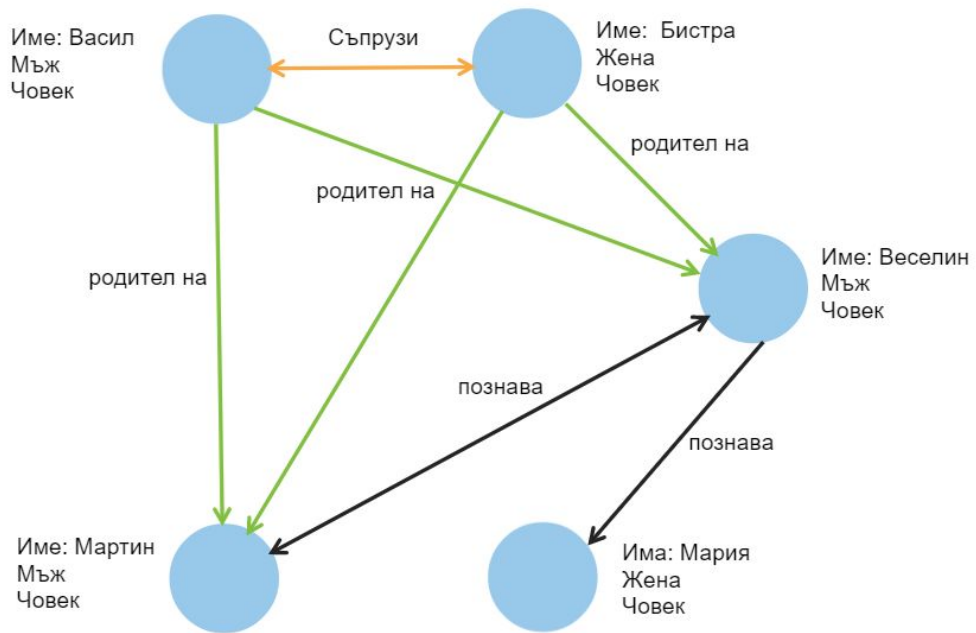 Име: Васил
Мъж
Човек
Съпрузи
Име: Бистра
Жена
Човек
родител на
родител на
родител на
Име: Веселин
Мъж
Човек
познава
познава
Име: Мартин
Мъж
Човек
Има: Мария
Жена
Човек